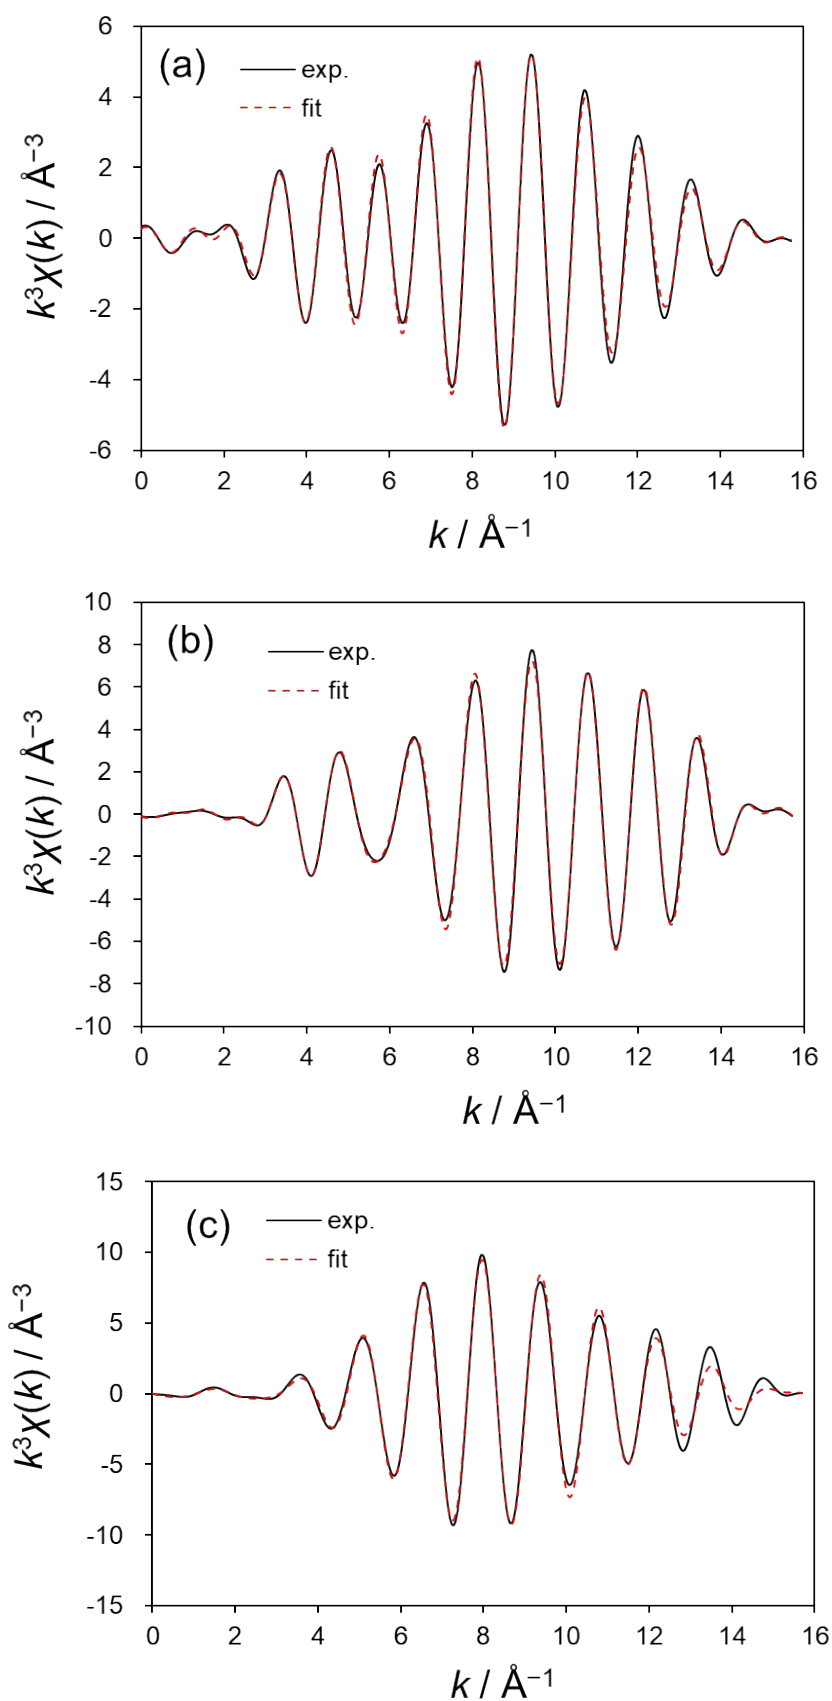 (a)
exp.
fit
6
4
2
0
-2
-4
-6
k³χ(k) / Å⁻³
0 2 4 6 8 10 12 14 16
k / Å⁻¹
(b)
exp.
fit
10
8
6
4
2
0
-2
-4
-6
-8
-10
k³χ(k) / Å⁻³
0 2 4 6 8 10 12 14 16
k / Å⁻¹
(c)
exp.
fit
15
10
5
0
-5
-10
-15
k³χ(k) / Å⁻³
0 2 4 6 8 10 12 14 16
k / Å⁻¹